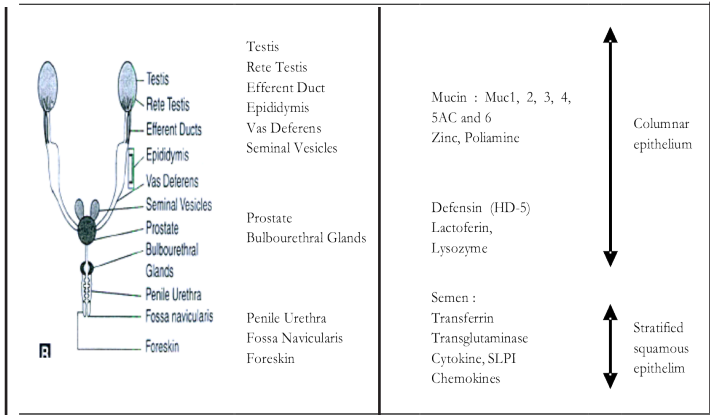 Testis
Rete Testis
Efferent Ducts
Epididymis
Vas Deferens
Seminal Vesicles
Prostate
Bulbourethral
Glands
Penile Urethra
Fossa navicularis
Foreskin
B
Testis
Rete Testis
Efferent Duct
Epididymis
Vas Deferens
Seminal Vesicles
Prostate
Bulbourethral Glands
Penile Urethra
Fossa Navicularis
Foreskin
Mucin : Muc1, 2, 3, 4,
5AC and 6
Zinc, Poliamine
Defensin (HD-5)
Lactoferin,
Lysozyme
Semen :
Transferrin
Transglutaminase
Cytokine, SLPI
Chemokines
Columnar
epithelium
Stratified
squamous
epithelim